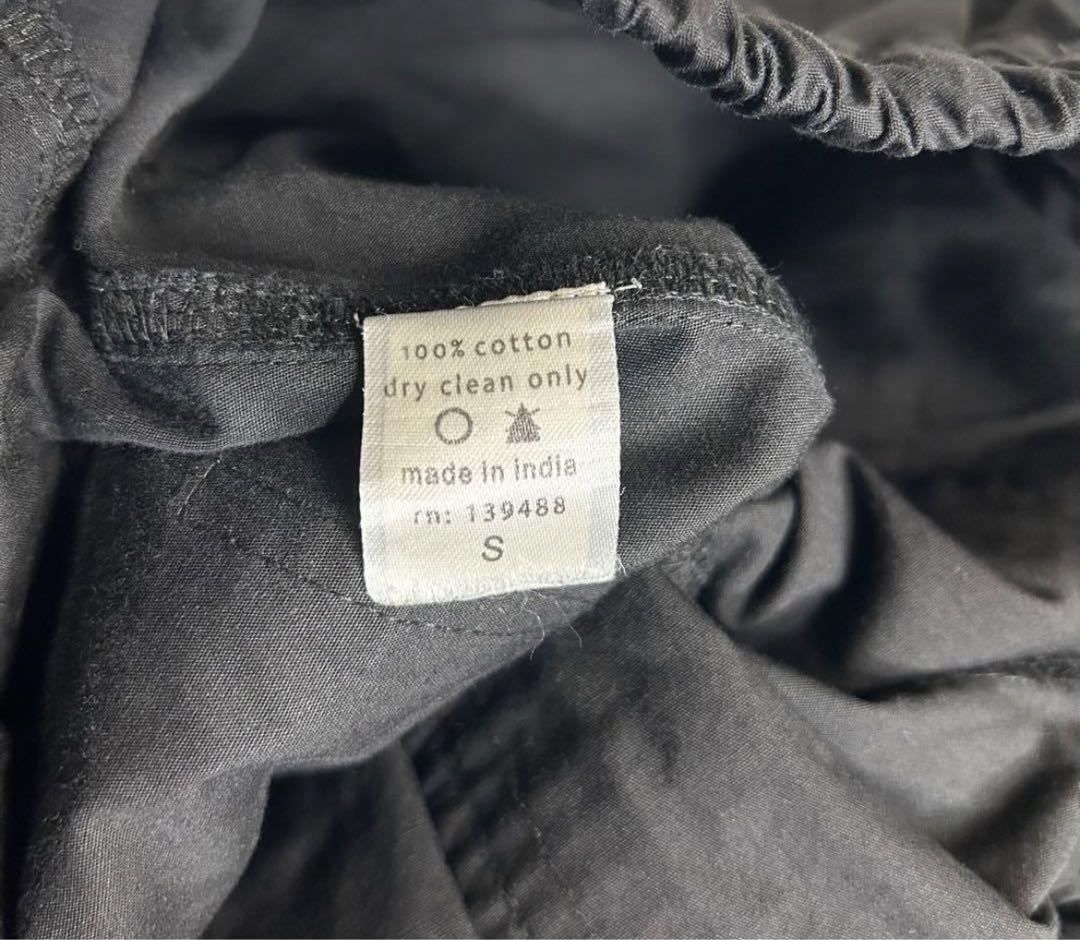 100% cotton
dry clean only
made in india
rn: 139488
S